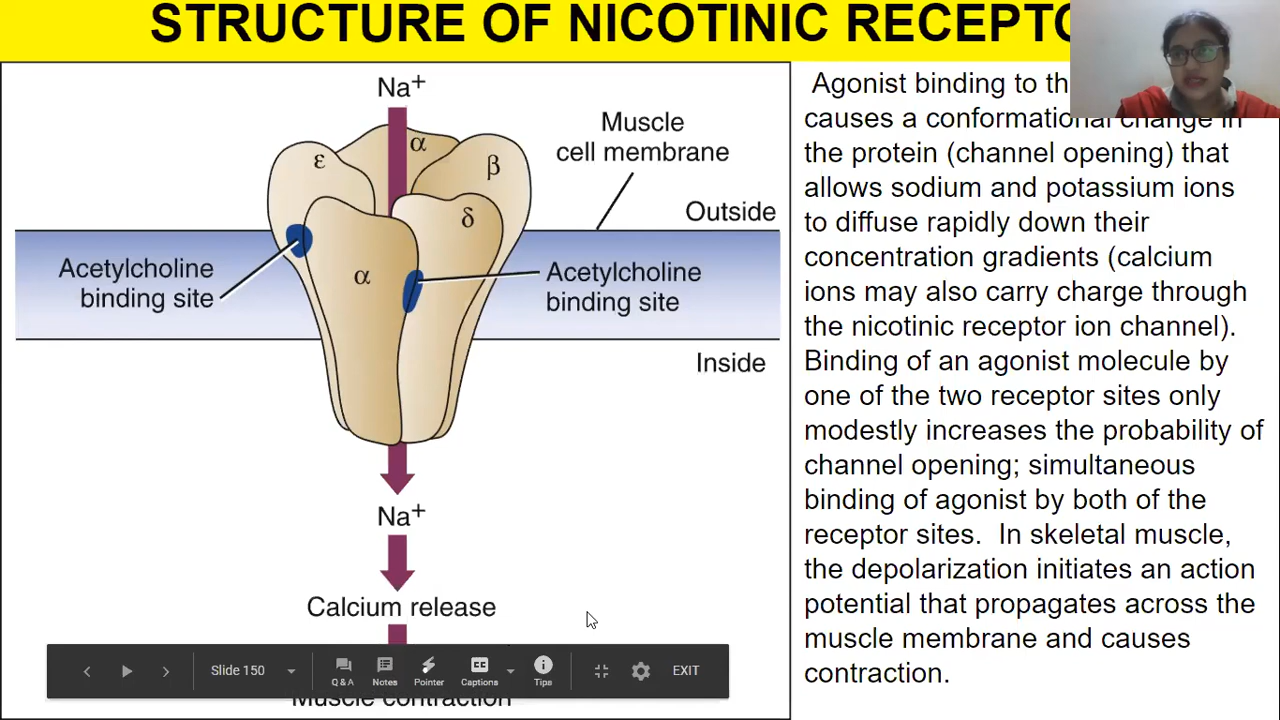 STRUCTURE OF NICOTINIC RECEPTO
Na+
Muscle
cell membrane
α
ε
β
δ
α
Outside
Acetylcholine
binding site
Acetylcholine
binding site
Inside
Na+
Calcium release
Muscle contraction
Agonist binding to th
causes a conformational change in
the protein (channel opening) that
allows sodium and potassium ions
to diffuse rapidly down their
concentration gradients (calcium
ions may also carry charge through
the nicotinic receptor ion channel).
Binding of an agonist molecule by
one of the two receptor sites only
modestly increases the probability of
channel opening; simultaneous
binding of agonist by both of the
receptor sites. In skeletal muscle,
the depolarization initiates an action
potential that propagates across the
muscle membrane and causes
contraction.
Slide 150
Q & A
Notes
Pointer
CC
Captions
Tips
EXIT